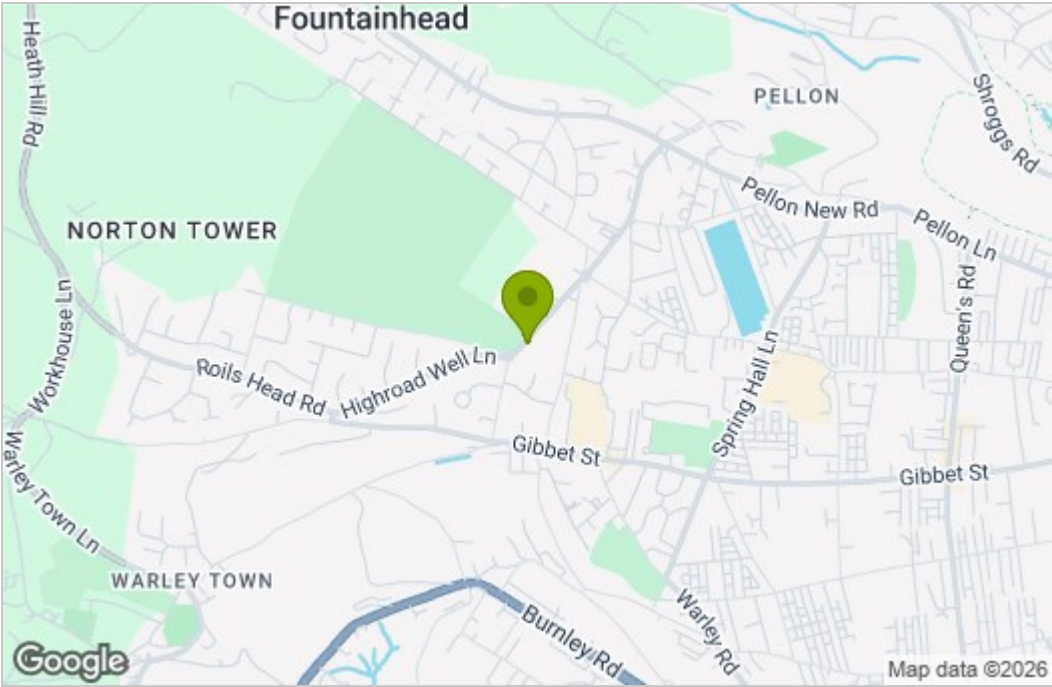 Fountainhead
Heath Hill Rd
PELLON
Shroggs Rd
Pellon New Rd
Pellon Ln
NORTON TOWER
Queen's Rd
Workhouse Ln
Highroad Well Ln
Roils Head Rd
Spring Hall Ln
Gibbet St
Gibbet St
Warley Town Ln
WARLEY TOWN
Burnley Rd
Warley Rd
Google
Map data ©2026